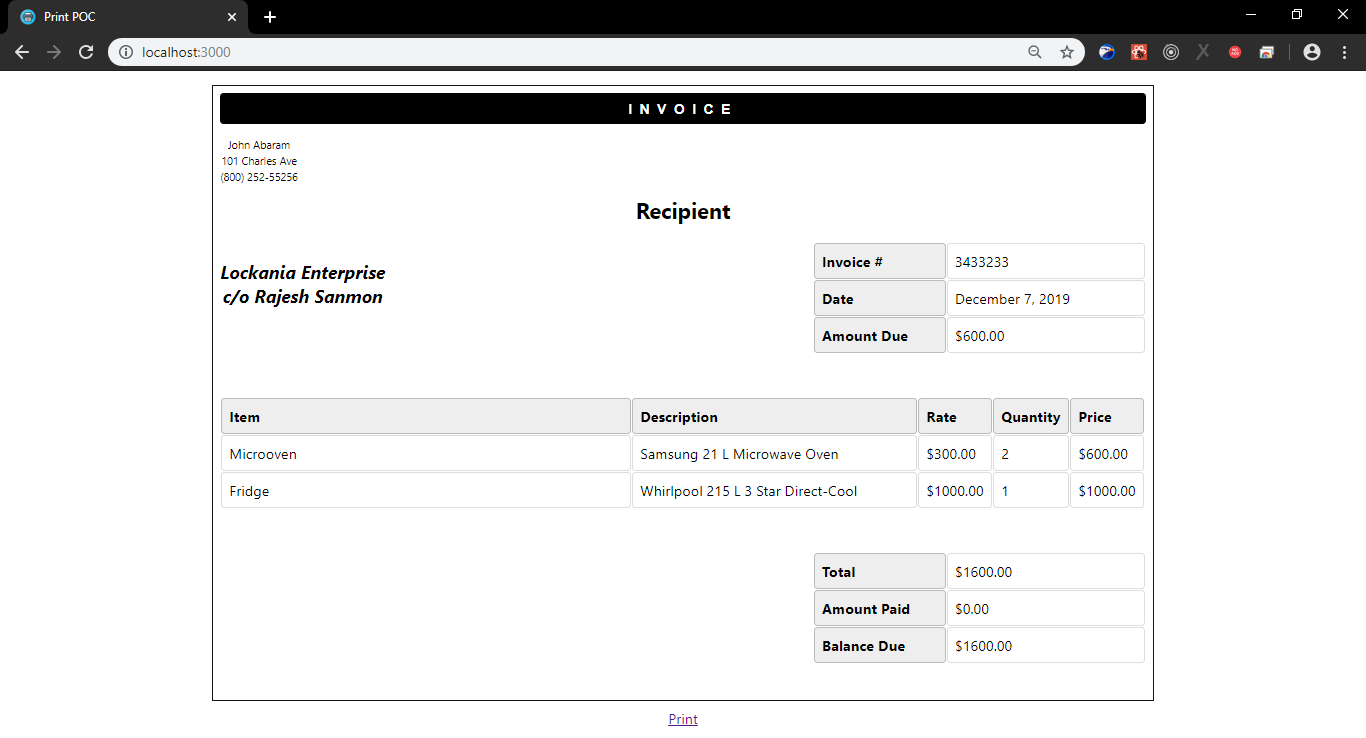 Print POC
localhost:3000
INVOICE
John Abaram
101 Charles Ave
(800) 252-55256
Recipient
Lockania Enterprise
c/o Rajesh Sanmon
Invoice # 3433233
Date December 7, 2019
Amount Due $600.00
Item Description Rate Quantity Price
Microoven Samsung 21 L Microwave Oven $300.00 2 $600.00
Fridge Whirlpool 215 L 3 Star Direct-Cool $1000.00 1 $1000.00
Total $1600.00
Amount Paid $0.00
Balance Due $1600.00
Print